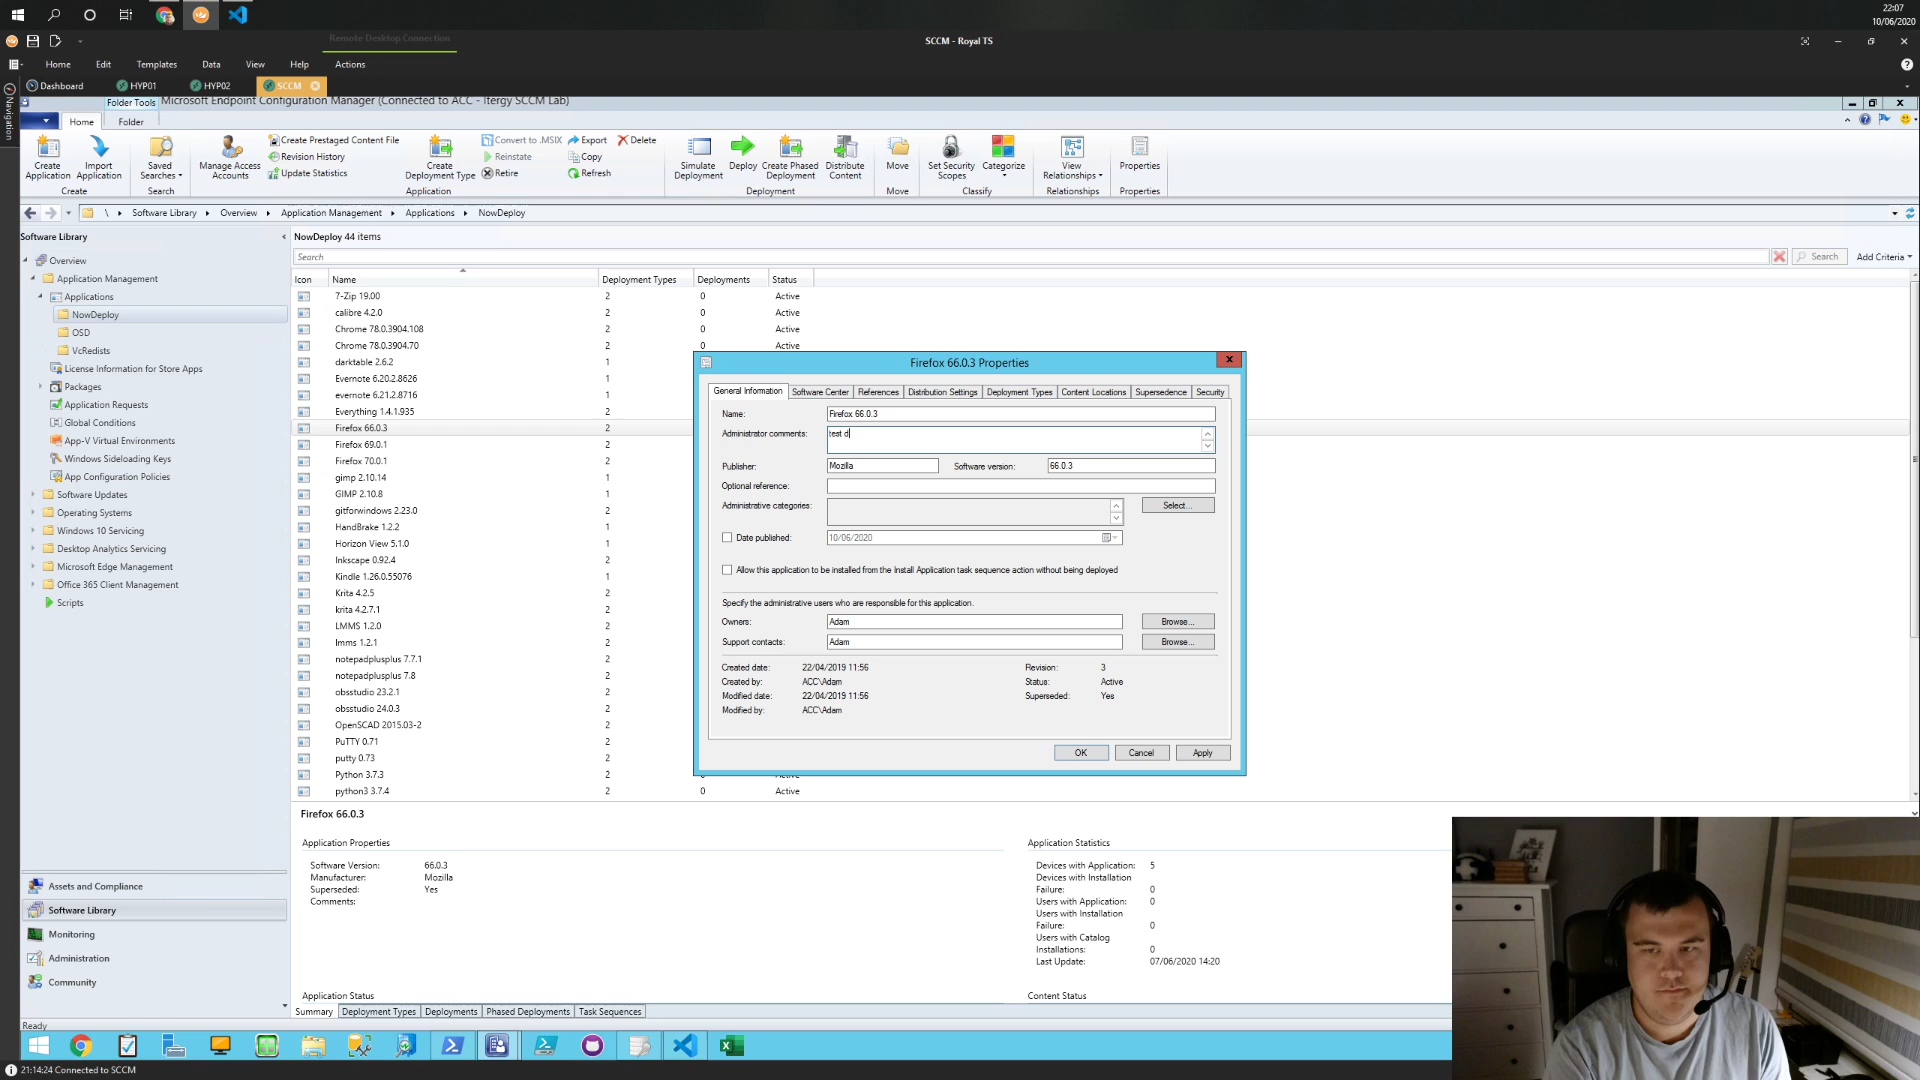 22:07
10/06/2020
Remote Desktop Connection
SCCM - Royal TS
Home Edit Templates Data View Help Actions
Navigation
Dashboard HYP01 HYP02 SCCM
Folder Tools Microsoft Endpoint Configuration Manager (Connected to ACC - Itergy SCCM Lab)
Home Folder
Create Application
Import Application
Create
Saved Searches
Search
Manage Access Accounts
Create Prestaged Content File
Revision History
Update Statistics
Create Deployment Type
Convert to .MSIX
Reinstate
Retire
Export
Copy
Refresh
Delete
Application
Simulate Deployment
Deploy
Create Phased Deployment
Distribute Content
Deployment
Move
Move
Set Security Scopes
Categorize
Classify
View Relationships
Relationships
Properties
Properties
\ Software Library Overview Application Management Applications NowDeploy
Software Library
Overview
Application Management
Applications
NowDeploy
OSD
VcRedists
License Information for Store Apps
Packages
Application Requests
Global Conditions
App-V Virtual Environments
Windows Sideloading Keys
App Configuration Policies
Software Updates
Operating Systems
Windows 10 Servicing
Desktop Analytics Servicing
Microsoft Edge Management
Office 365 Client Management
Scripts
Assets and Compliance
Software Library
Monitoring
Administration
Community
NowDeploy 44 items
Search Search Add Criteria
Icon Name Deployment Types Deployments Status
7-Zip 19.00 2 0 Active
calibre 4.2.0 2 0 Active
Chrome 78.0.3904.108 2 0 Active
Chrome 78.0.3904.70 2 0 Active
darktable 2.6.2 1
Evernote 6.20.2.8626 1
evernote 6.21.2.8716 1
Everything 1.4.1.935 2
Firefox 66.0.3 2
Firefox 69.0.1 2
Firefox 70.0.1 2
gimp 2.10.14 1
GIMP 2.10.8 1
gitforwindows 2.23.0 2
HandBrake 1.2.2 1
Horizon View 5.1.0 1
Inkscape 0.92.4 2
Kindle 1.26.0.55076 1
Krita 4.2.5 2
krita 4.2.7.1 2
LMMS 1.2.0 2
lmms 1.2.1 2
notepadplusplus 7.7.1 2
notepadplusplus 7.8 2
obsstudio 23.2.1 2
obsstudio 24.0.3 2
OpenSCAD 2015.03-2 2
PuTTY 0.71 2
putty 0.73 2
Python 3.7.3 2
python3 3.7.4 2 0 Active
Firefox 66.0.3 Properties
General Information Software Center References Distribution Settings Deployment Types Content Locations Supersedence Security
Name: Firefox 66.0.3
Administrator comments: test d
Publisher: Mozilla Software version: 66.0.3
Optional reference:
Administrative categories: Select...
Date published: 10/06/2020
Allow this application to be installed from the Install Application task sequence action without being deployed
Specify the administrative users who are responsible for this application.
Owners: Adam Browse...
Support contacts: Adam Browse...
Created date: 22/04/2019 11:56 Revision: 3
Created by: ACC\Adam Status: Active
Modified date: 22/04/2019 11:56 Superseded: Yes
Modified by: ACC\Adam
OK Cancel Apply
Firefox 66.0.3
Application Properties
Software Version: 66.0.3
Manufacturer: Mozilla
Superseded: Yes
Comments:
Application Statistics
Devices with Application: 5
Devices with Installation Failure: 0
Users with Application: 0
Users with Installation Failure: 0
Users with Catalog Installations: 0
Last Update: 07/06/2020 14:20
Application Status Content Status
Summary Deployment Types Deployments Phased Deployments Task Sequences
Ready
21:14:24 Connected to SCCM